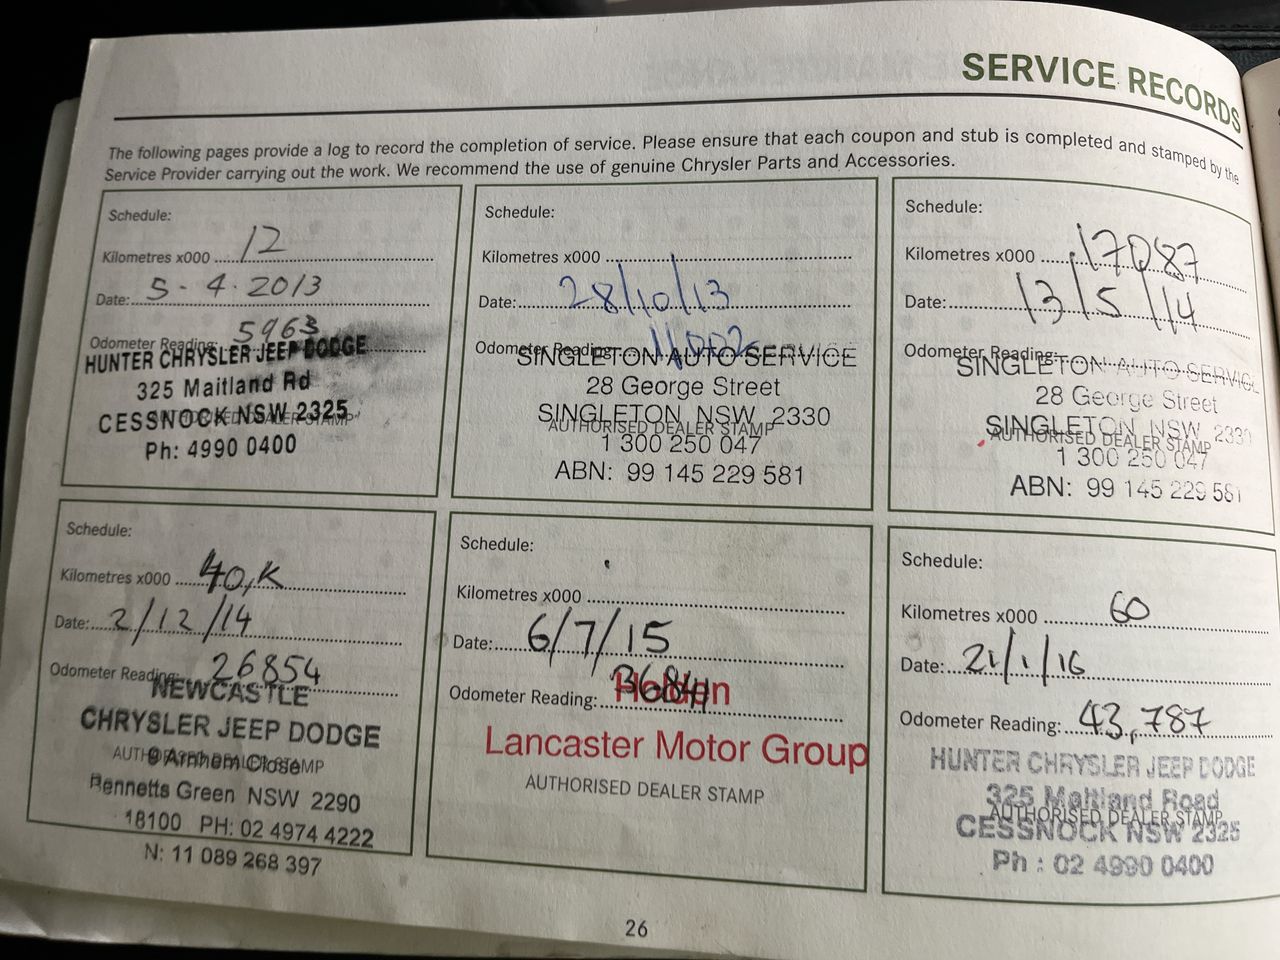 SERVICE RECORDS
The following pages provide a log to record the completion of service. Please ensure that each coupon and stub is completed and stamped by the
Service Provider carrying out the work. We recommend the use of genuine Chrysler Parts and Accessories.
Schedule:
Kilometres x000 12
Date: 5-4-2013
Odometer Reading: 5963
HUNTER CHRYSLER JEEP DODGE
325 Maitland Rd
CESSNOCK NSW 2325
AUTHORISED DEALER STAMP
Ph: 4990 0400
Schedule:
Kilometres x000
Date: 28/10/13
Odometer Reading: 11002
SINGLETON AUTO SERVICE
28 George Street
SINGLETON NSW 2330
AUTHORISED DEALER STAMP
1 300 250 047
ABN: 99 145 229 581
Schedule:
Kilometres x000 17087
Date: 13/5/14
Odometer Reading:
SINGLETON AUTO SERVICE
28 George Street
SINGLETON NSW 2330
AUTHORISED DEALER STAMP
1 300 250 047
ABN: 99 145 229 581
Schedule:
Kilometres x000 40,K
Date: 2/12/14
Odometer Reading: 26854
NEWCASTLE
CHRYSLER JEEP DODGE
AUTHORISED DEALER STAMP
9 Arnhem Close
Bennetts Green NSW 2290
18100 PH: 02 4974 4222
N: 11 089 268 397
Schedule:
Kilometres x000
Date: 6/7/15
Odometer Reading: 36841
Holden
Lancaster Motor Group
AUTHORISED DEALER STAMP
Schedule:
Kilometres x000 60
Date: 21/1/16
Odometer Reading: 43,787
HUNTER CHRYSLER JEEP DODGE
325 Maitland Road
AUTHORISED DEALER STAMP
CESSNOCK NSW 2325
Ph : 02 4990 0400
26